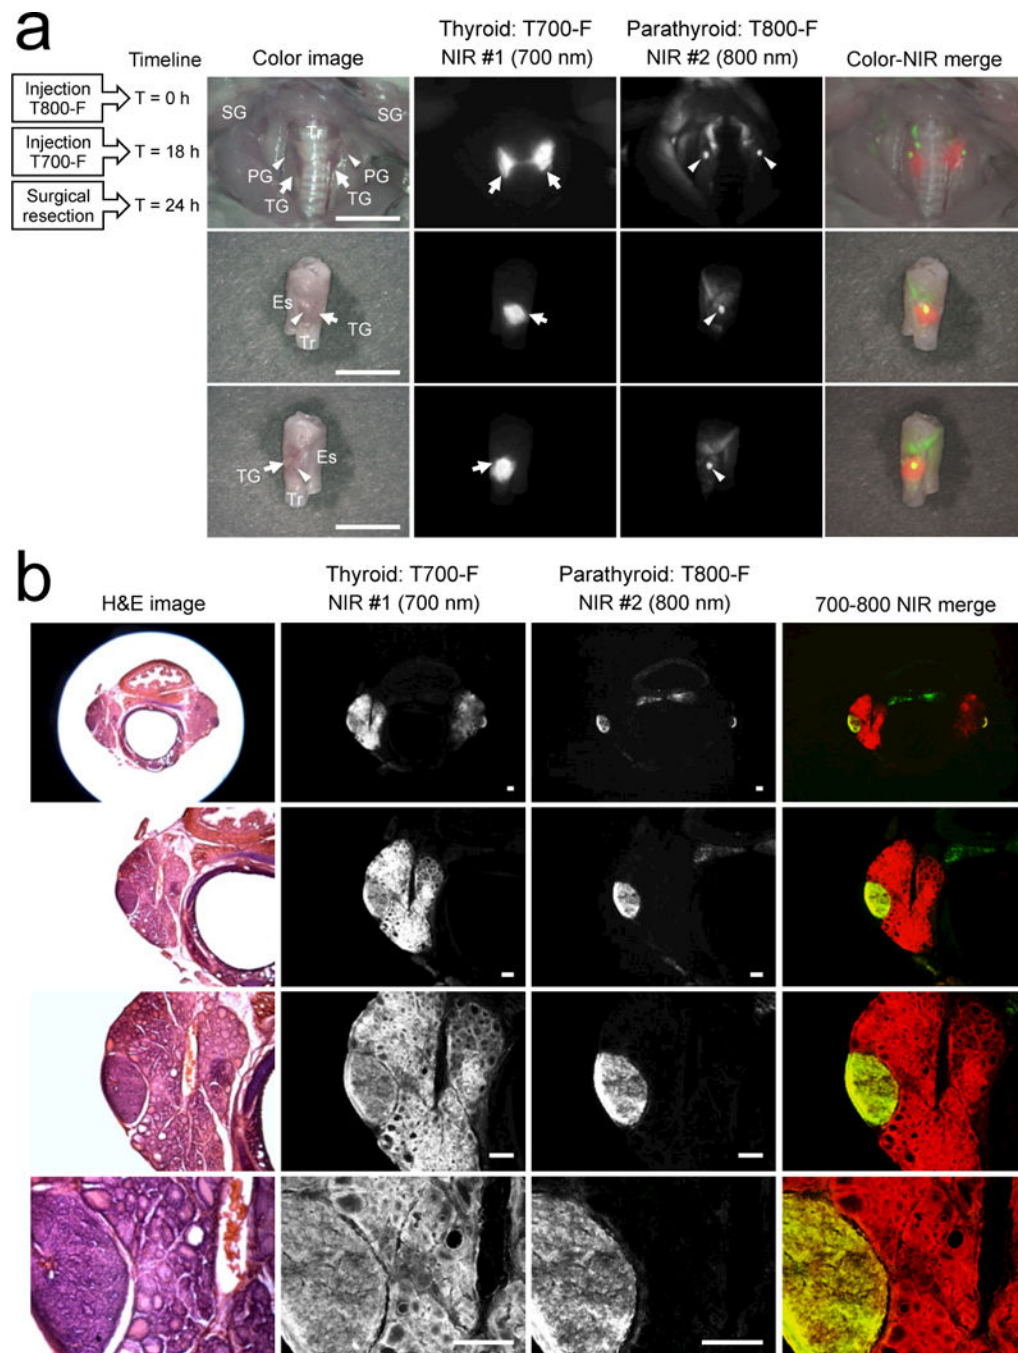 a
Thyroid: T700-F
Parathyroid: T800-F
Timeline
Color image
NIR #1 (700 nm)
NIR #2 (800 nm)
Color-NIR merge
Injection
T800-F
T = 0 h
Injection
T700-F
T = 18 h
Surgical
resection
T = 24 h
SG
Tr
SG
PG
PG
TG
TG
Es
TG
Tr
Es
TG
Tr
b
Thyroid: T700-F
Parathyroid: T800-F
H&E image
NIR #1 (700 nm)
NIR #2 (800 nm)
700-800 NIR merge